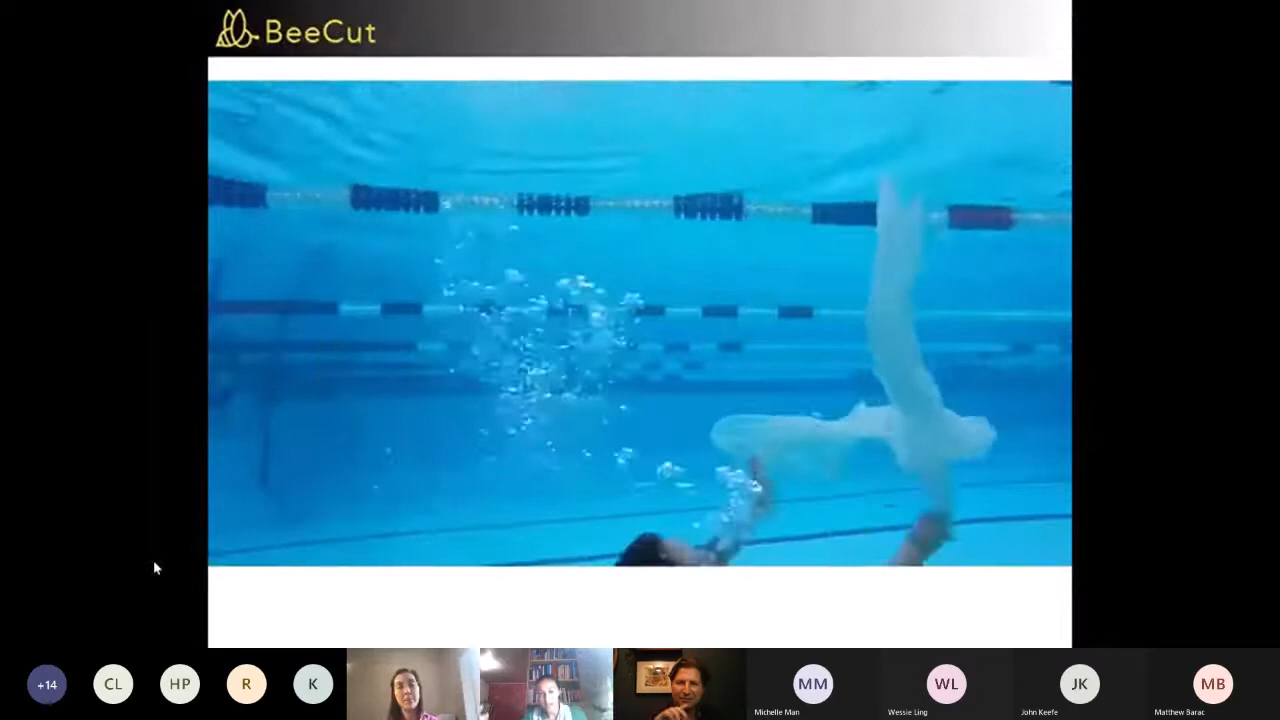 BeeCut
+14
CL
HP
R
K
MM
WL
JK
MB
Michelle Man
Wessie Ling
John Keefe
Matthew Barac